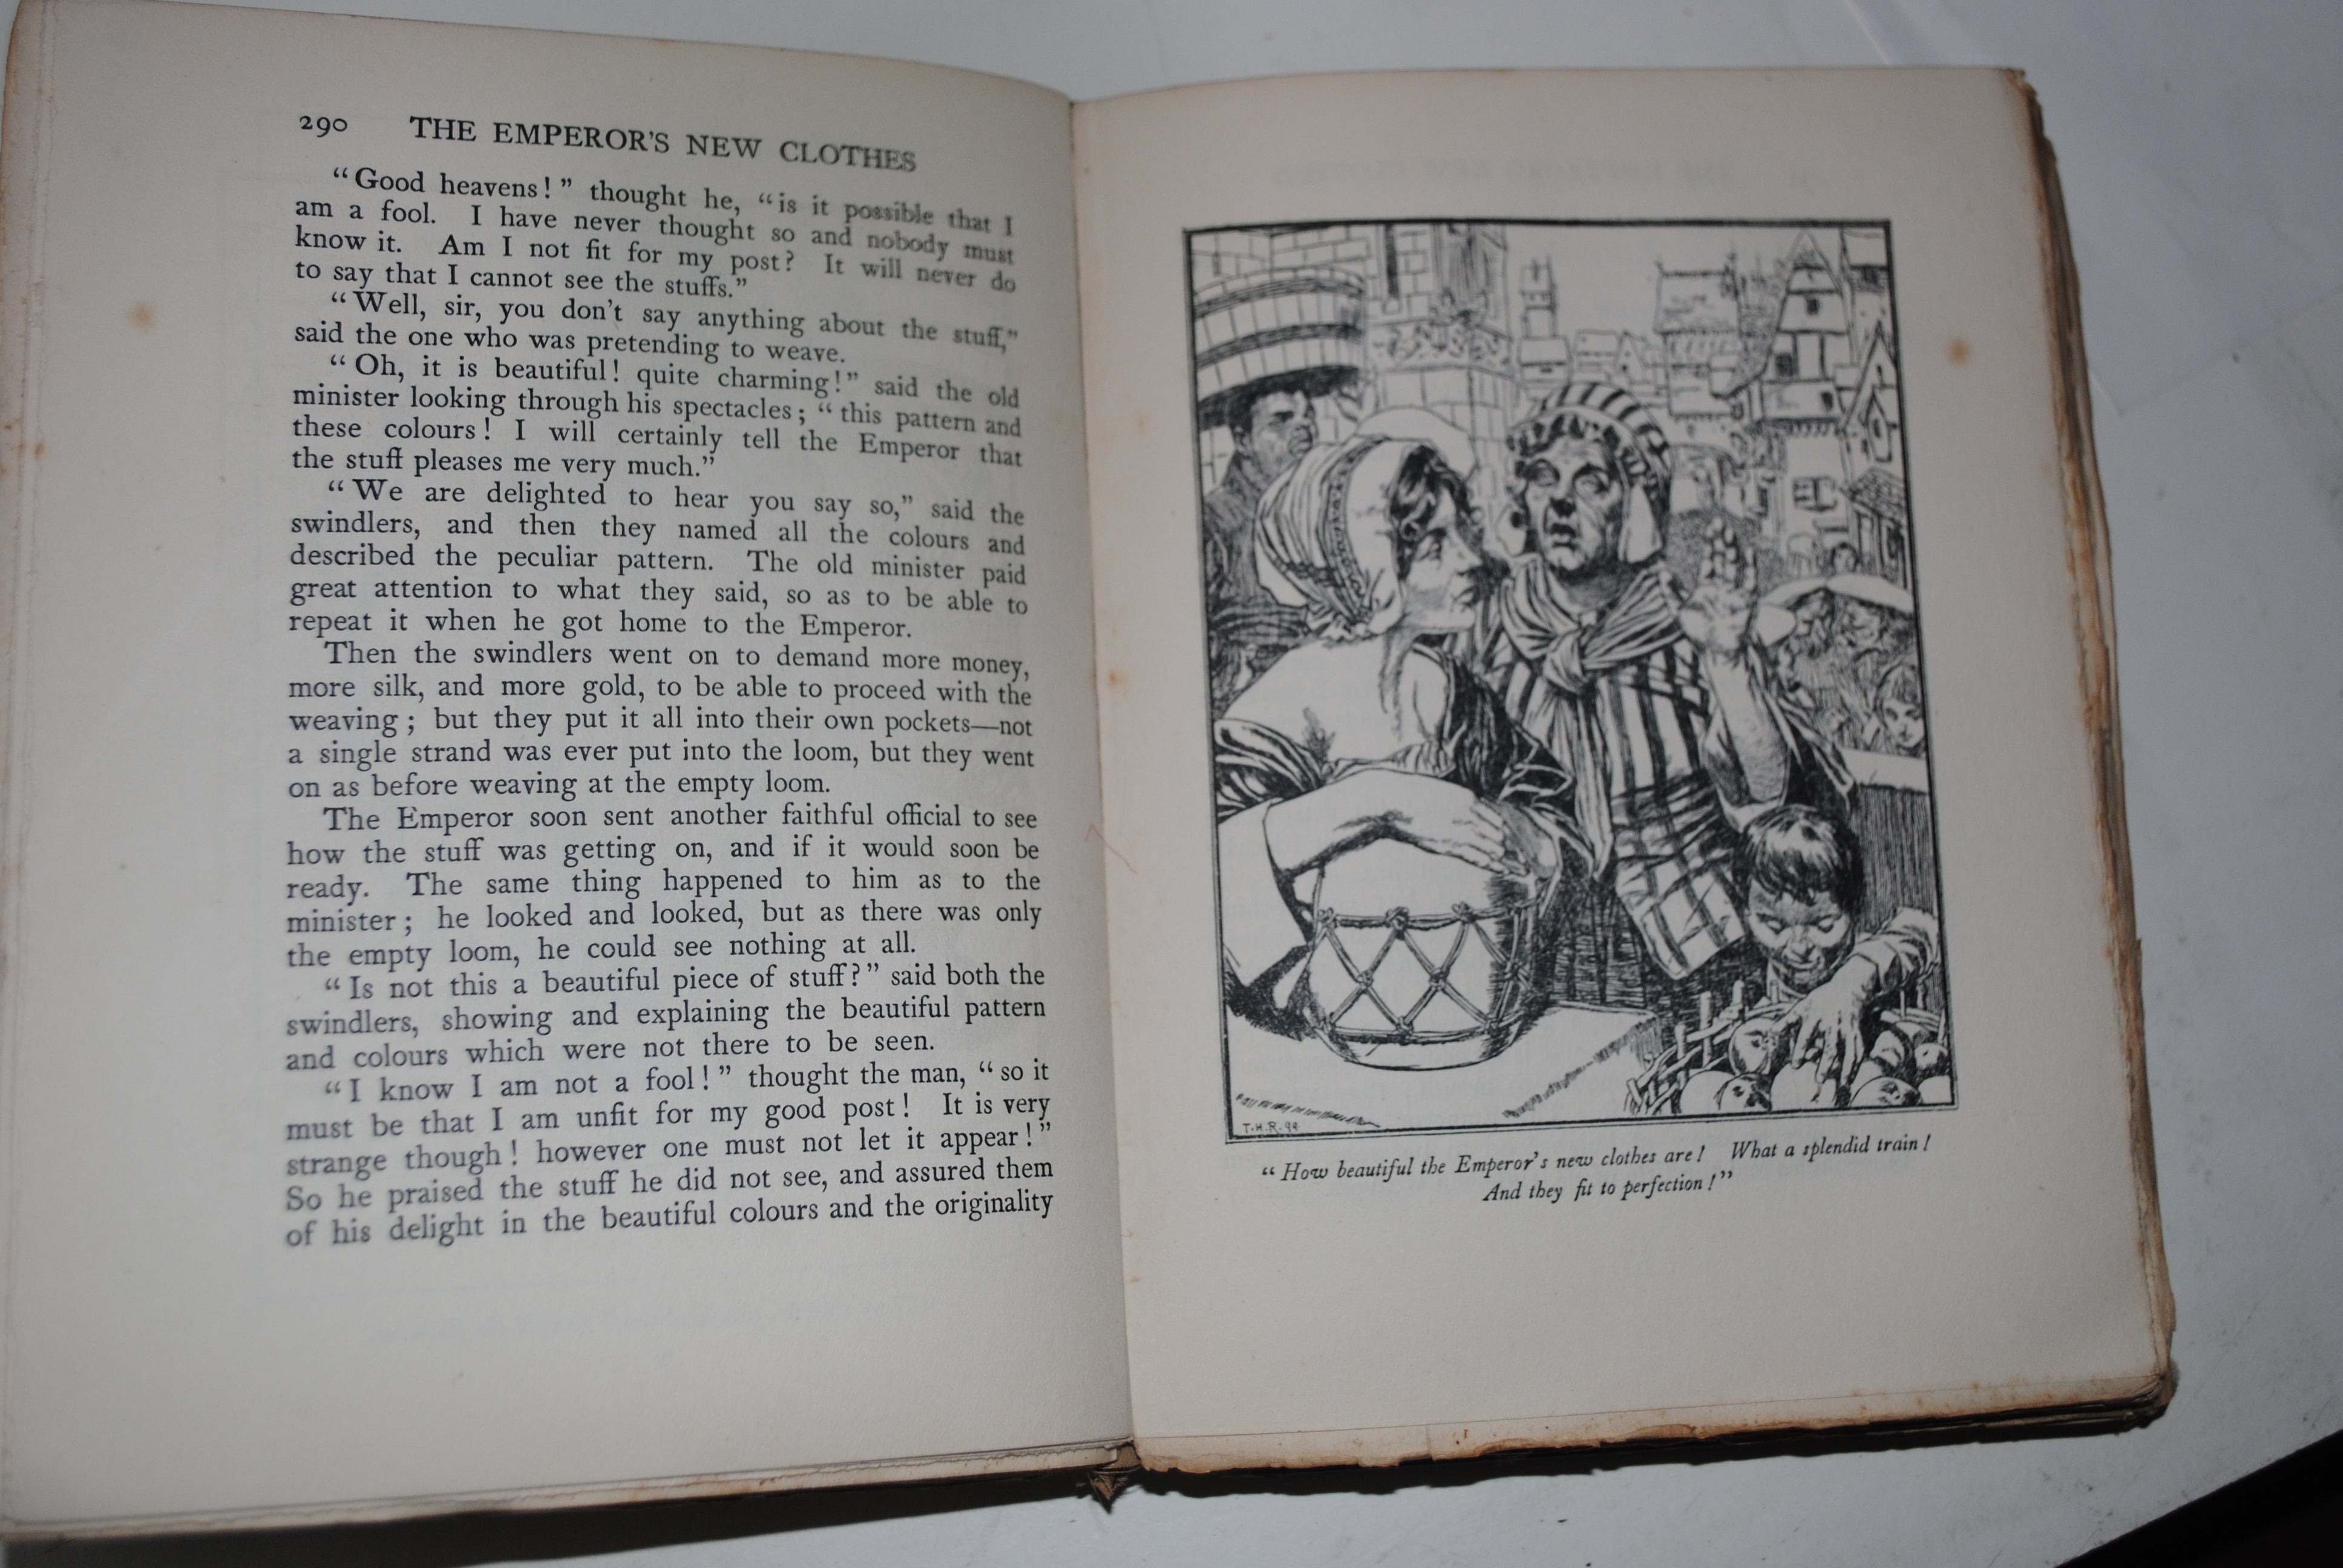 290 THE EMPEROR'S NEW CLOTHES
“Good heavens!” thought he, “is it possible that I
am a fool. I have never thought so and nobody must
know it. Am I not fit for my post? It will never do
to say that I cannot see the stuffs.”
“Well, sir, you don't say anything about the stuff,”
said the one who was pretending to weave.
“Oh, it is beautiful! quite charming!” said the old
minister looking through his spectacles; “this pattern and
these colours! I will certainly tell the Emperor that
the stuff pleases me very much.”
“We are delighted to hear you say so,” said the
swindlers, and then they named all the colours and
described the peculiar pattern. The old minister paid
great attention to what they said, so as to be able to
repeat it when he got home to the Emperor.
Then the swindlers went on to demand more money,
more silk, and more gold, to be able to proceed with the
weaving; but they put it all into their own pockets—not
a single strand was ever put into the loom, but they went
on as before weaving at the empty loom.
The Emperor soon sent another faithful official to see
how the stuff was getting on, and if it would soon be
ready. The same thing happened to him as to the
minister; he looked and looked, but as there was only
the empty loom, he could see nothing at all.
“Is not this a beautiful piece of stuff?” said both the
swindlers, showing and explaining the beautiful pattern
and colours which were not there to be seen.
“I know I am not a fool!” thought the man, “so it
must be that I am unfit for my good post! It is very
strange though! however one must not let it appear!”
So he praised the stuff he did not see, and assured them
of his delight in the beautiful colours and the originality
T.H.R. 99
“How beautiful the Emperor's new clothes are! What a splendid train!
And they fit to perfection!”